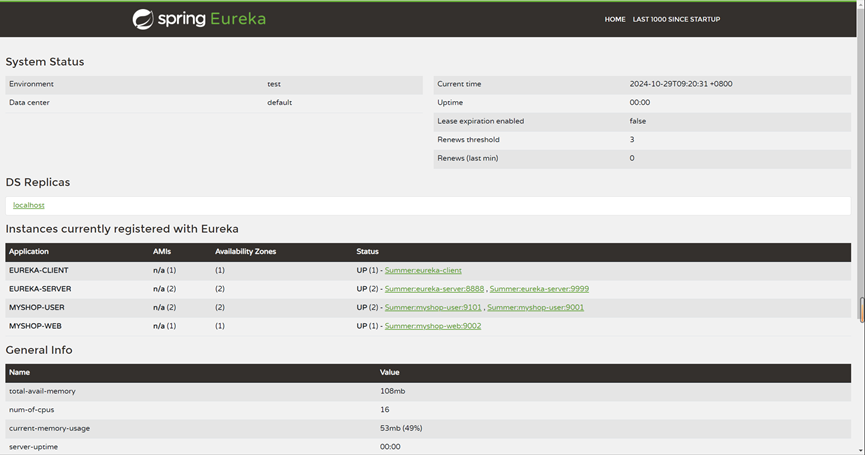 spring Eureka HOME LAST 1000 SINCE STARTUP
System Status
Environment test Current time 2024-10-29T09:20:31 +0800
Data center default Uptime 00:00
Lease expiration enabled false
Renews threshold 3
Renews (last min) 0
DS Replicas
localhost
Instances currently registered with Eureka
Application AMIs Availability Zones Status
EUREKA-CLIENT n/a (1) (1) UP (1) - Summer:eureka-client
EUREKA-SERVER n/a (2) (2) UP (2) - Summer:eureka-server:8888 , Summer:eureka-server:9999
MYSHOP-USER n/a (2) (2) UP (2) - Summer:myshop-user:9101 , Summer:myshop-user:9001
MYSHOP-WEB n/a (1) (1) UP (1) - Summer:myshop-web:9002
General Info
Name Value
total-avail-memory 108mb
num-of-cpus 16
current-memory-usage 53mb (49%)
server-uptime 00:00